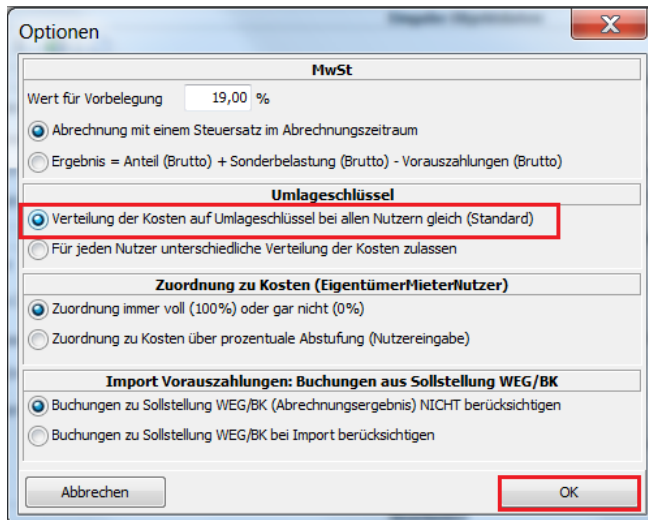 Optionen
MwSt
Wert für Vorbelegung 19,00 %
Abrechnung mit einem Steuersatz im Abrechnungszeitraum
Ergebnis = Anteil (Brutto) + Sonderbelastung (Brutto) - Vorauszahlungen (Brutto)
Umlageschlüssel
Verteilung der Kosten auf Umlageschlüssel bei allen Nutzern gleich (Standard)
Für jeden Nutzer unterschiedliche Verteilung der Kosten zulassen
Zuordnung zu Kosten (EigentümerMieterNutzer)
Zuordnung immer voll (100%) oder gar nicht (0%)
Zuordnung zu Kosten über prozentuale Abstufung (Nutzereingabe)
Import Vorauszahlungen: Buchungen aus Sollstellung WEG/BK
Buchungen zu Sollstellung WEG/BK (Abrechnungsergebnis) NICHT berücksichtigen
Buchungen zu Sollstellung WEG/BK bei Import berücksichtigen
Abbrechen OK